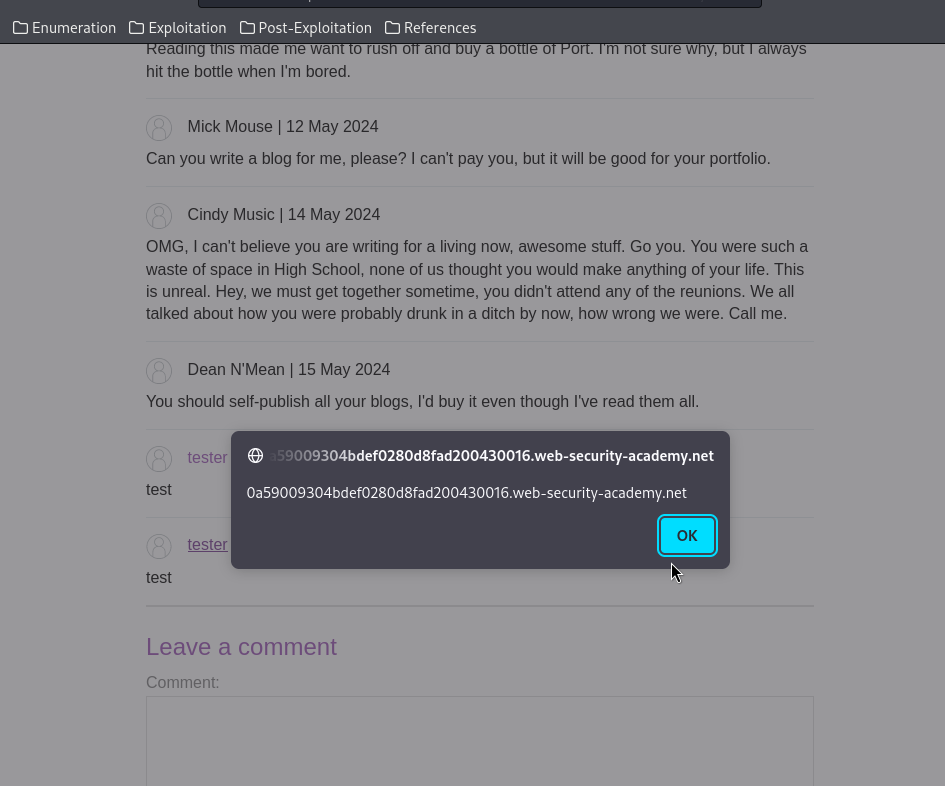 Enumeration Exploitation Post-Exploitation References
Reading this made me want to rush off and buy a bottle of Port. I'm not sure why, but I always
hit the bottle when I'm bored.
Mick Mouse | 12 May 2024
Can you write a blog for me, please? I can't pay you, but it will be good for your portfolio.
Cindy Music | 14 May 2024
OMG, I can't believe you are writing for a living now, awesome stuff. Go you. You were such a
waste of space in High School, none of us thought you would make anything of your life. This
is unreal. Hey, we must get together sometime, you didn't attend any of the reunions. We all
talked about how you were probably drunk in a ditch by now, how wrong we were. Call me.
Dean N'Mean | 15 May 2024
You should self-publish all your blogs, I'd buy it even though I've read them all.
a59009304bdef0280d8fad200430016.web-security-academy.net
0a59009304bdef0280d8fad200430016.web-security-academy.net
OK
tester
test
tester
test
Leave a comment
Comment: